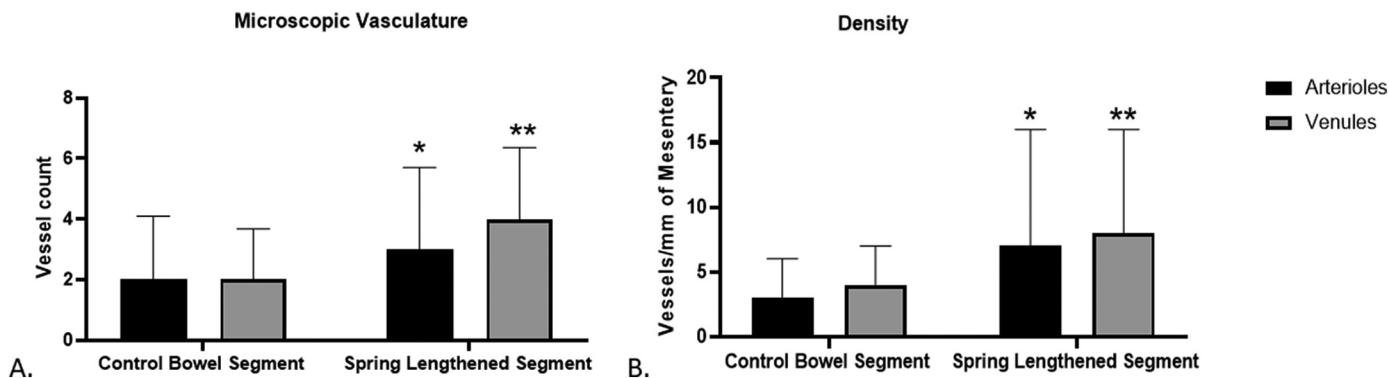 Microscopic Vasculature
Vessel count
8
6
4
2
0
*
**
Control Bowel Segment
Spring Lengthened Segment
A.
Density
Vessels/mm of Mesentery
20
15
10
5
0
*
**
Control Bowel Segment
Spring Lengthened Segment
B.
Arterioles
Venules